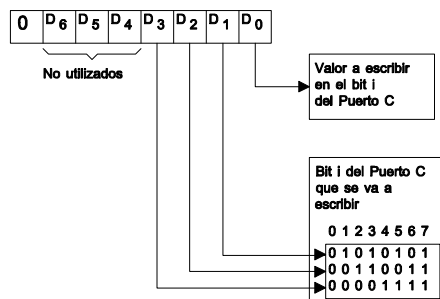 0 D6 D5 D4 D3 D2 D1 D0
No utilizados
Valor a escribir
en el bit i
del Puerto C
Bit i del Puerto C
que se va a
escribir
0 1 2 3 4 5 6 7
0 1 0 1 0 1 0 1
0 0 1 1 0 0 1 1
0 0 0 0 1 1 1 1